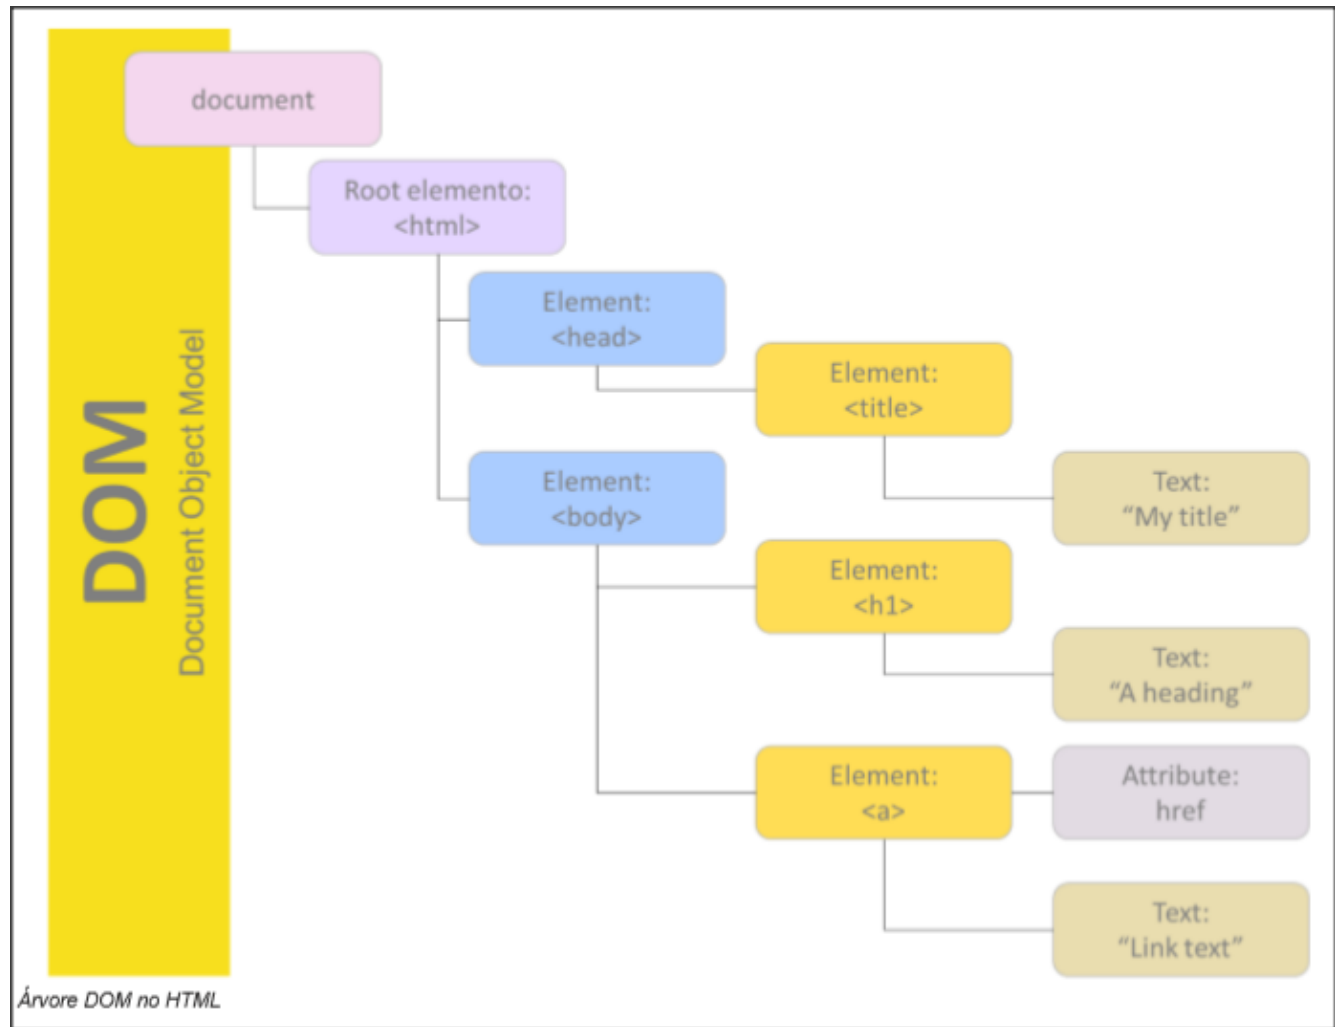 DOM
Document Object Model
document
Root elemento:
<html>
Element:
<head>
Element:
<title>
Element:
<body>
Text:
“My title”
Element:
<h1>
Text:
“A heading”
Element:
<a>
Attribute:
href
Text:
“Link text”
Árvore DOM no HTML